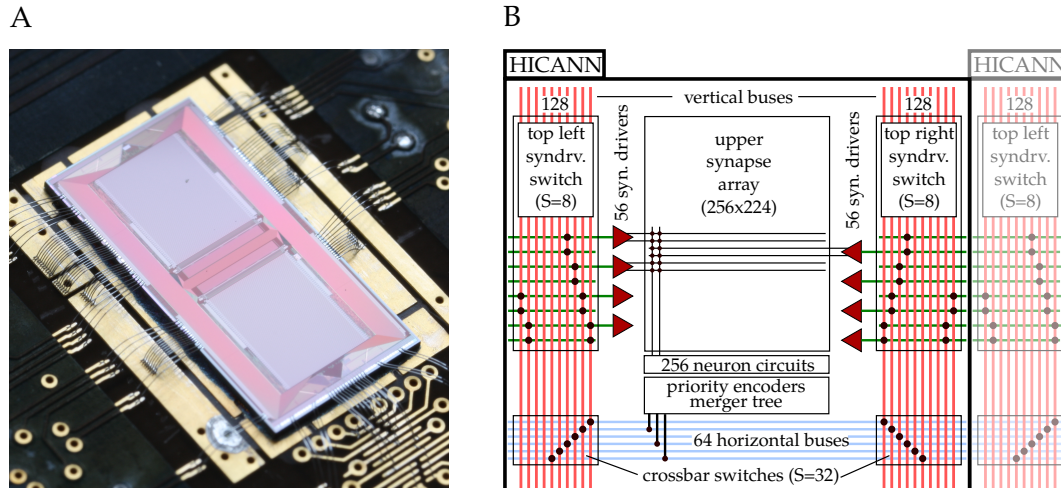 A
B
HICANN
HICANN
128
vertical buses
128
128
top left
syndrv.
switch
(S=8)
56 syn. drivers
upper
synapse
array
(256x224)
56 syn. drivers
top right
syndrv.
switch
(S=8)
top left
syndrv.
switch
(S=8)
256 neuron circuits
priority encoders
merger tree
64 horizontal buses
crossbar switches (S=32)